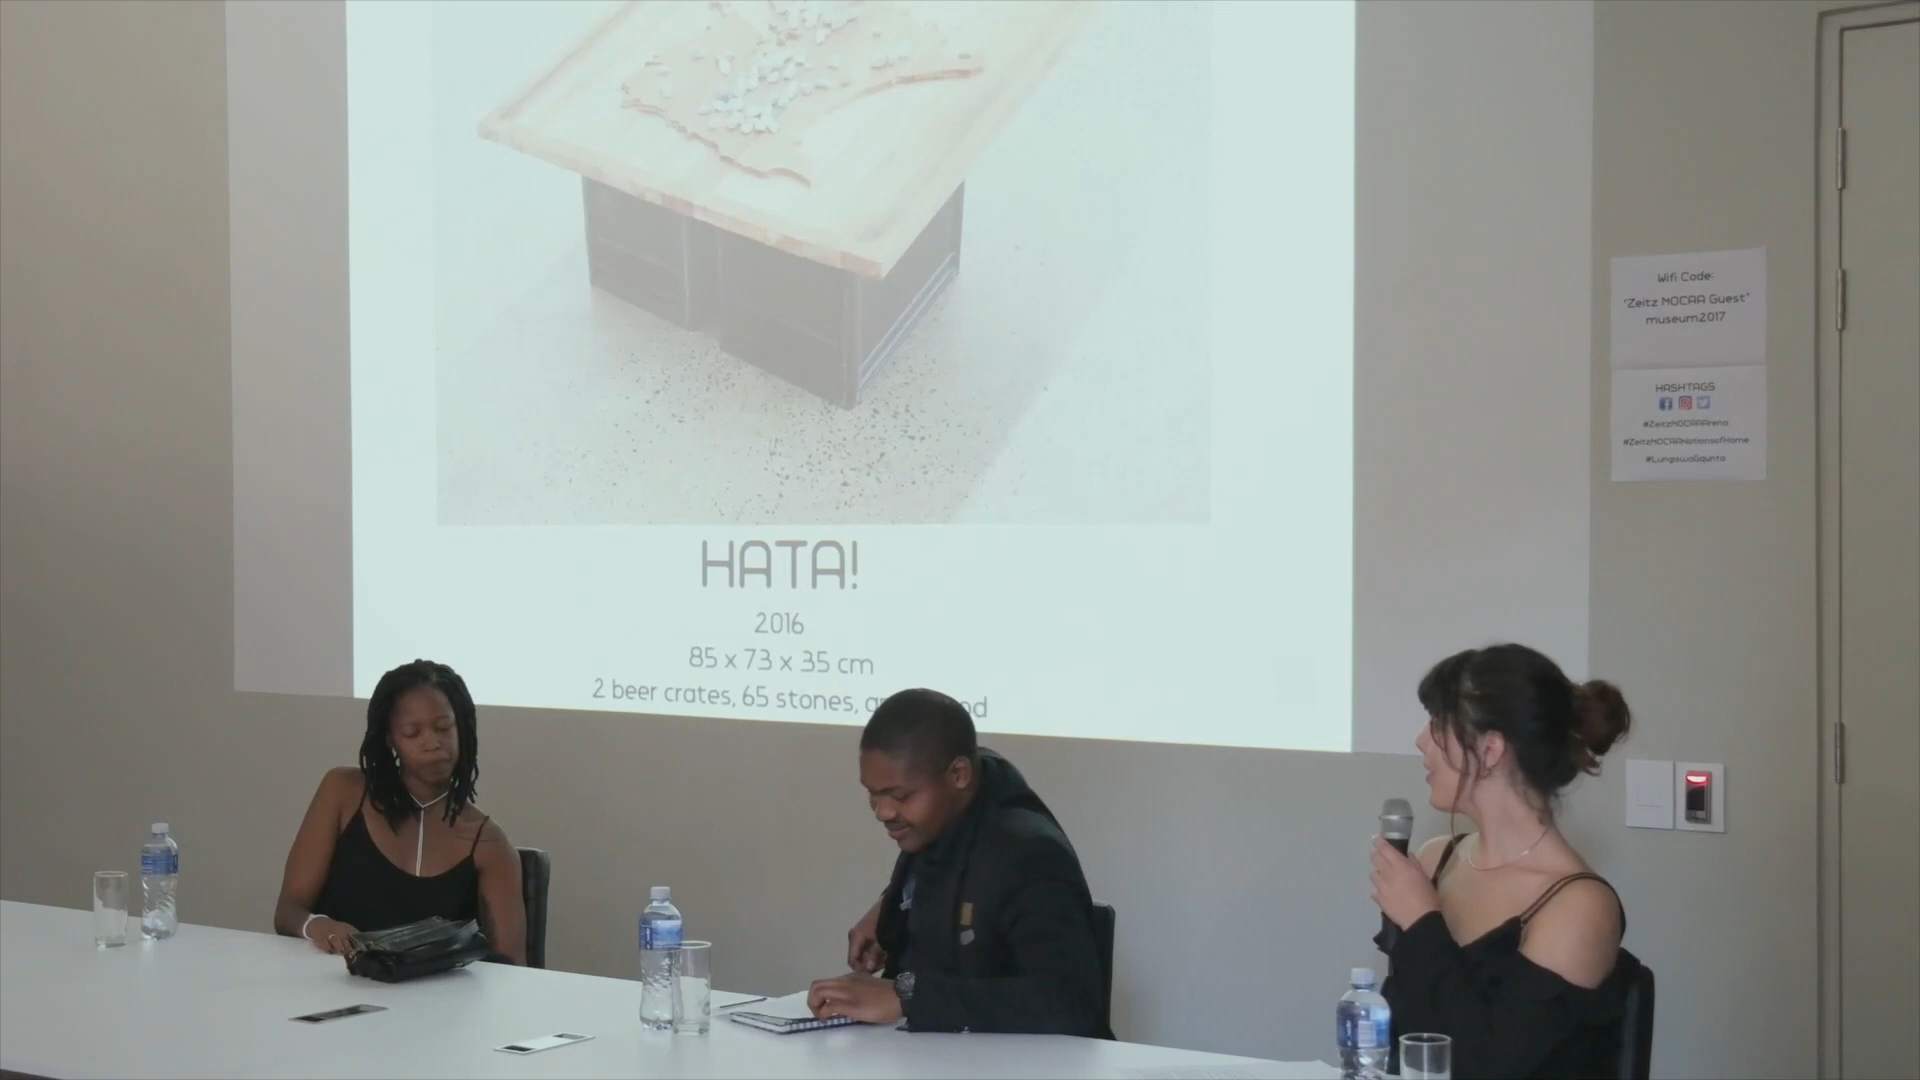 HATA!
2016
85 x 73 x 35 cm
2 beer crates, 65 stones,
Wifi Code:
"Zeitz MOCAA Guest"
museum2017
HASHTAGS
#ZeitzMOCAAArena
#ZeitzMOCAANotionsofHome
#LungiswaGqunta